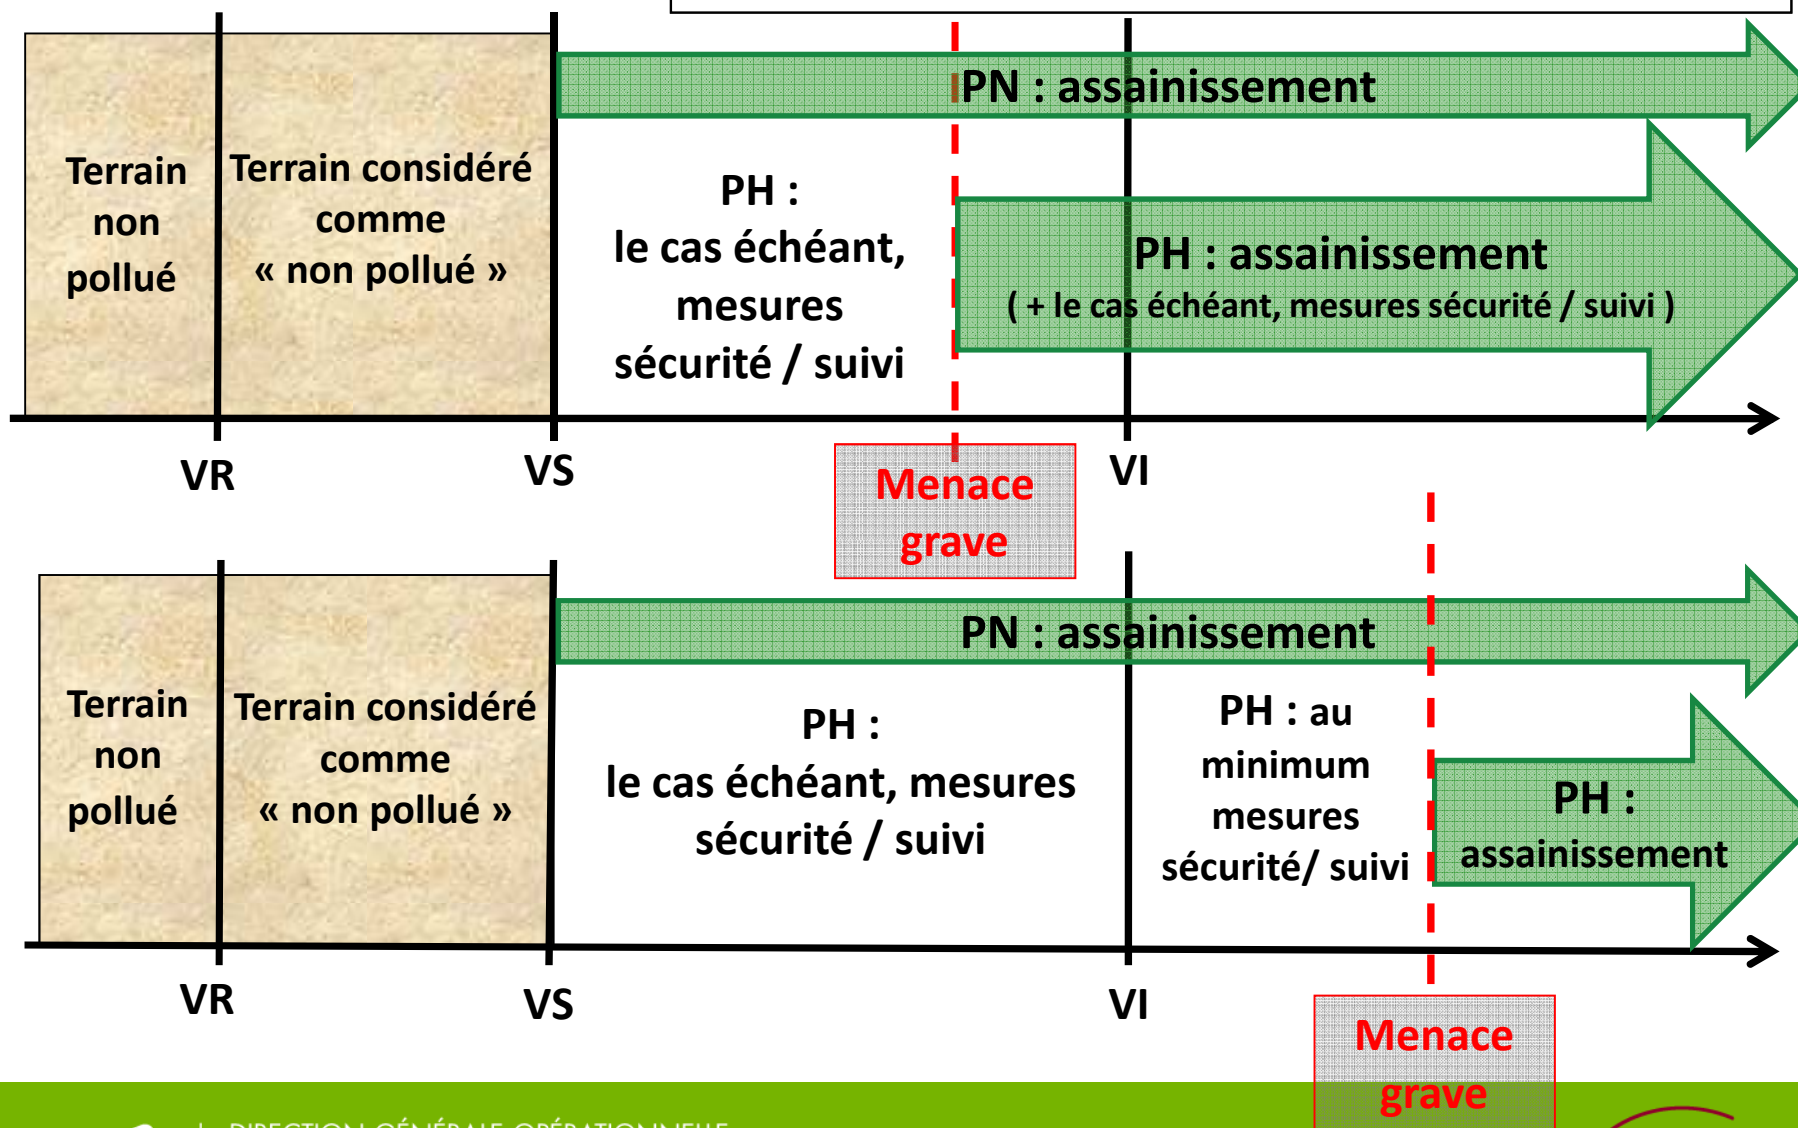 PN : assainissement
Terrain
non
pollué
Terrain considéré
comme
« non pollué »
PH :
le cas échéant,
mesures
sécurité / suivi
PH : assainissement
( + le cas échéant, mesures sécurité / suivi )
VR
VS
Menace
grave
VI
PN : assainissement
Terrain
non
pollué
Terrain considéré
comme
« non pollué »
PH :
le cas échéant, mesures
sécurité / suivi
PH : au
minimum
mesures
sécurité/ suivi
PH :
assainissement
VR
VS
VI
Menace
grave
DIRECTION GÉNÉRALE OPÉRATIONNELLE